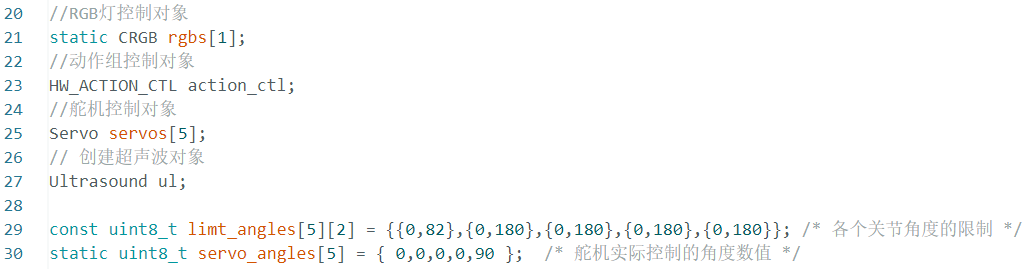 20 //RGB灯控制对象
21 static CRGB rgbs[1];
22 //动作组控制对象
23 HW_ACTION_CTL action_ctl;
24 //舵机控制对象
25 Servo servos[5];
26 // 创建超声波对象
27 Ultrasound ul;
28
29 const uint8_t limt_angles[5][2] = {{0,82},{0,180},{0,180},{0,180},{0,180}}; /* 各个关节角度的限制 */
30 static uint8_t servo_angles[5] = { 0,0,0,0,90 };  /* 舵机实际控制的角度数值 */